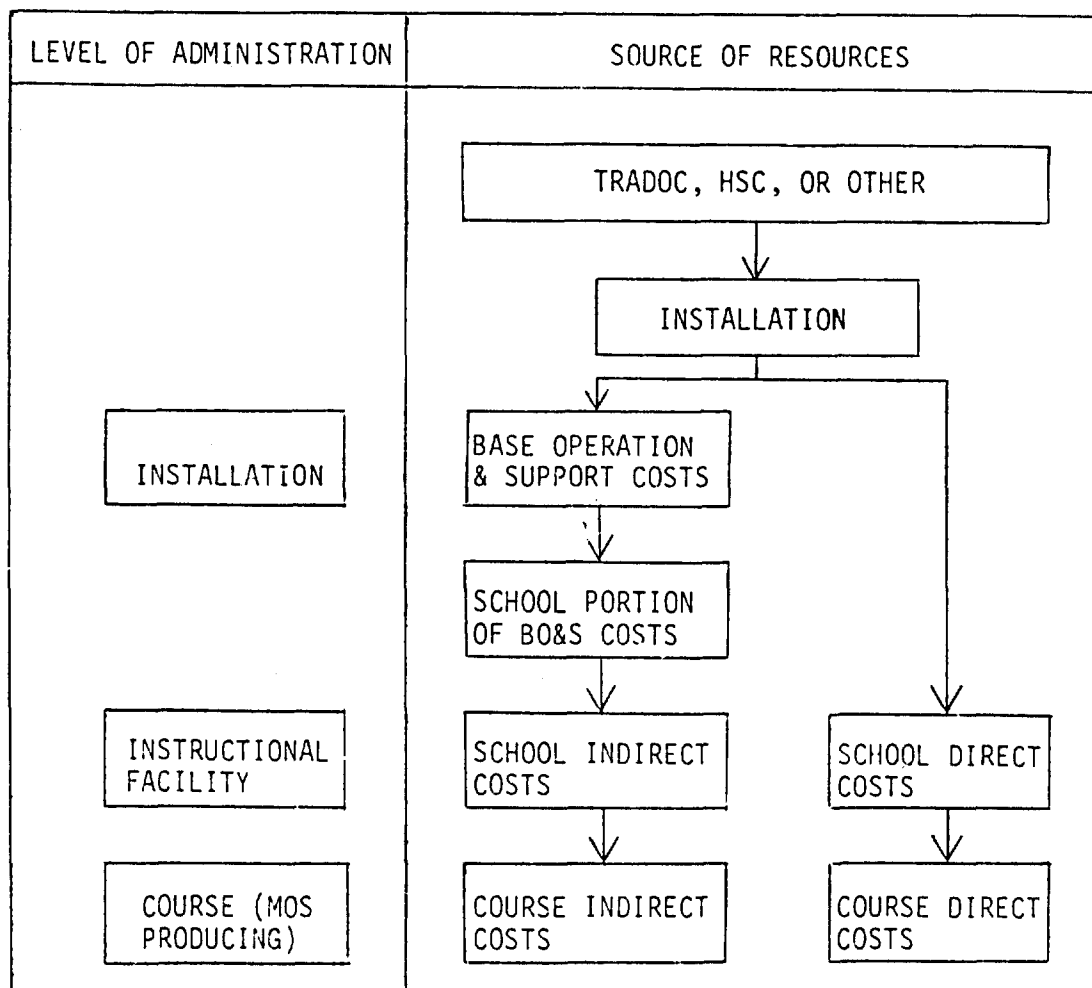 LEVEL OF ADMINISTRATION
SOURCE OF RESOURCES
TRADOC, HSC, OR OTHER
INSTALLATION
INSTALLATION
BASE OPERATION
& SUPPORT COSTS
SCHOOL PORTION
OF BO&S COSTS
INSTRUCTIONAL
FACILITY
SCHOOL INDIRECT
COSTS
SCHOOL DIRECT
COSTS
COURSE (MOS
PRODUCING)
COURSE INDIRECT
COSTS
COURSE DIRECT
COSTS